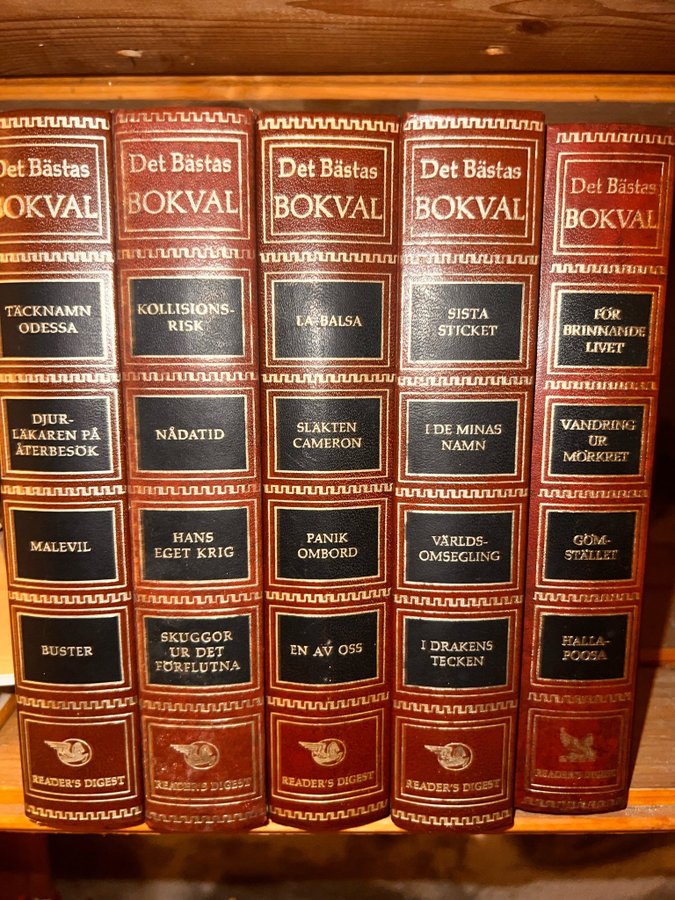 Det Bästas
BOKVAL
TÄCKNAMN
ODESSA
DJUR-
LÄKAREN PÅ
ÅTERBESÖK
MALEVIL
BUSTER
READER'S DIGEST
Det Bästas
BOKVAL
KOLLISIONS-
RISK
NÅDATID
HANS
EGET KRIG
SKUGGOR
UR DET
FÖRFLUTNA
READER'S DIGEST
Det Bästas
BOKVAL
LA BALSA
SLÄKTEN
CAMERON
PANIK
OMBORD
EN AV OSS
READER'S DIGEST
Det Bästas
BOKVAL
SISTA
STICKET
I DE MINAS
NAMN
VÄRLDS-
OMSEGLING
I DRAKENS
TECKEN
READER'S DIGEST
Det Bästas
BOKVAL
FÖR
BRINNANDE
LIVET
VANDRING
UR
MÖRKRET
GÖM-
STÄLLET
HALLA-
POOSA
READER'S DIGEST